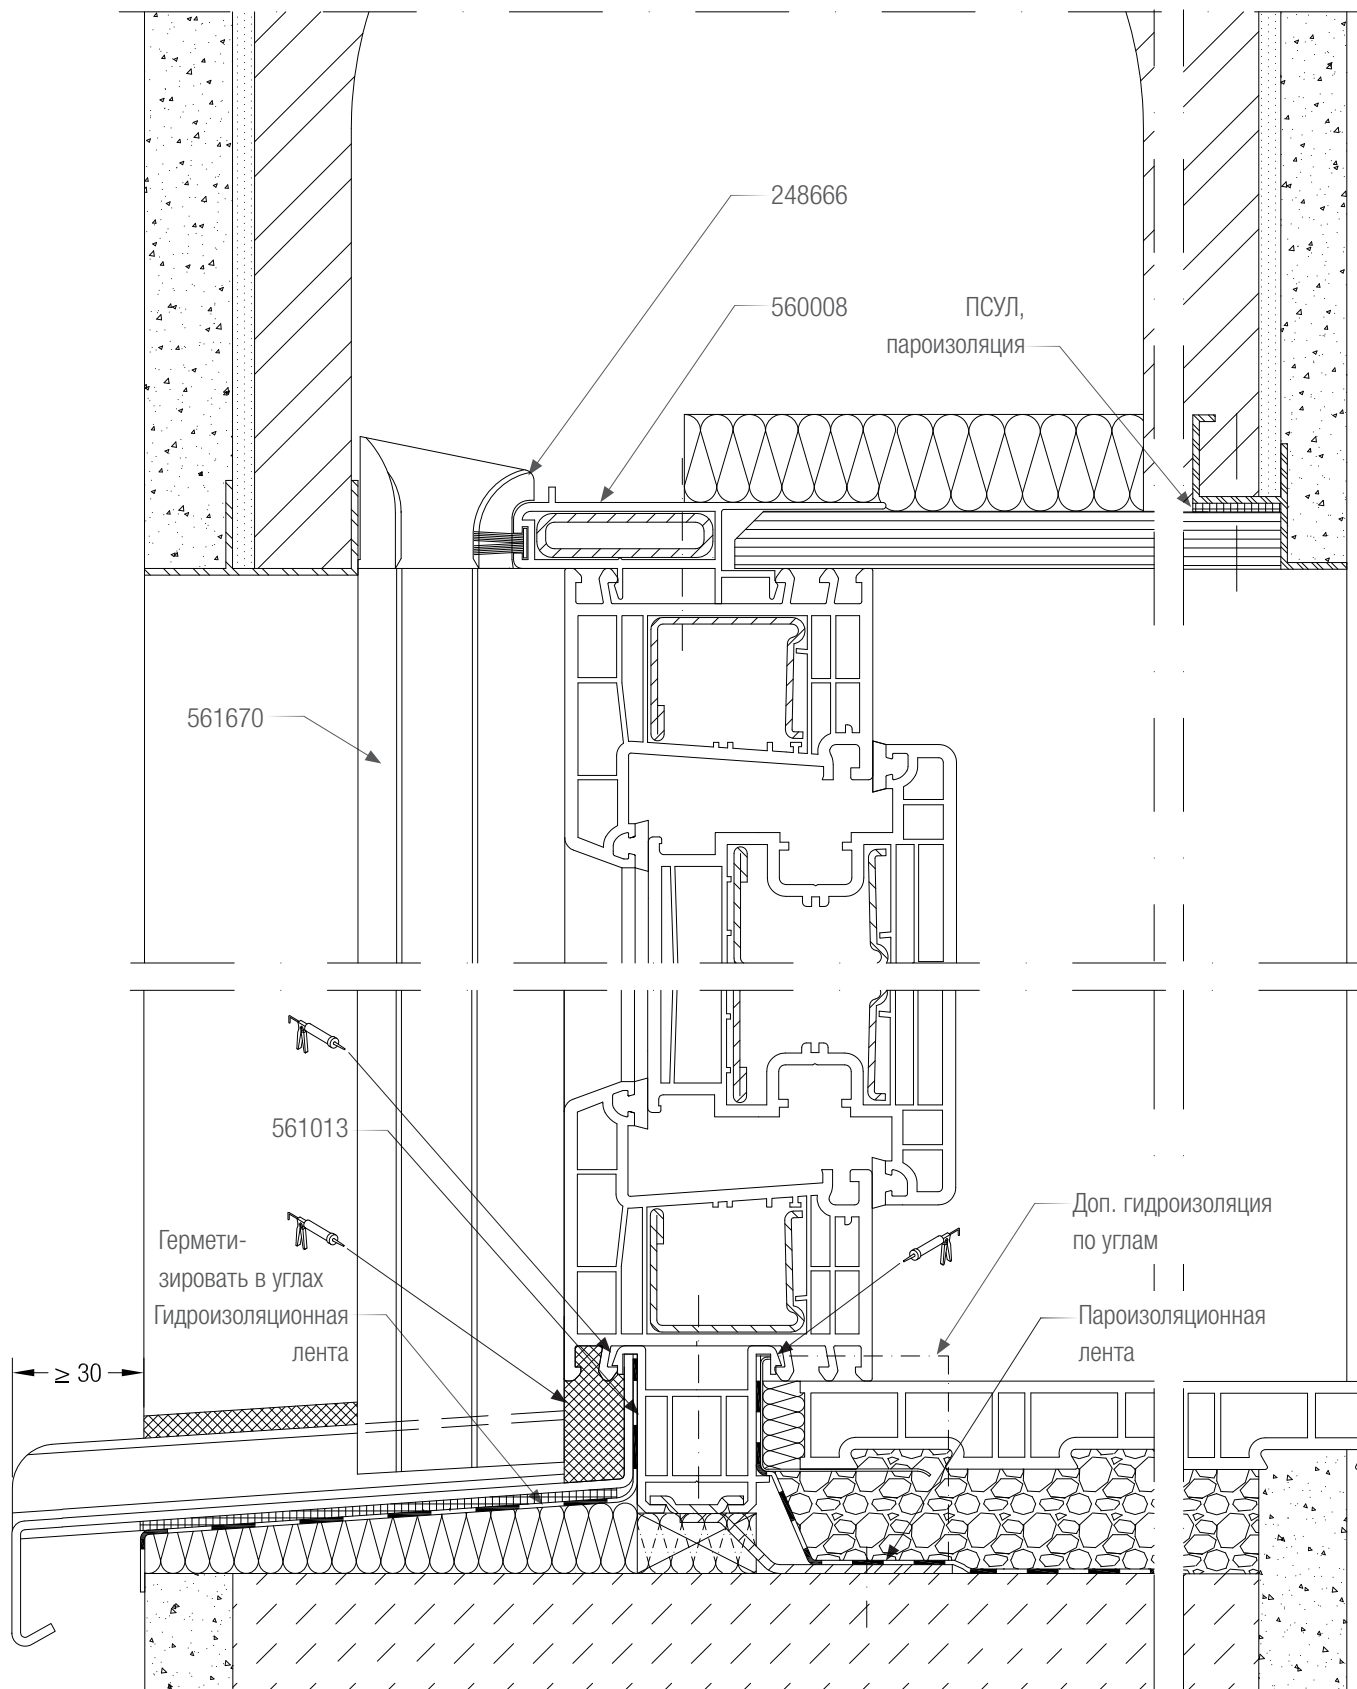 248666
560008
ПСУЛ,
пароизоляция
561670
561013
Гермети-
зировать в углах
Гидроизоляционная
лента
Доп. гидроизоляция
по углам
Пароизоляционная
лента
≥ 30